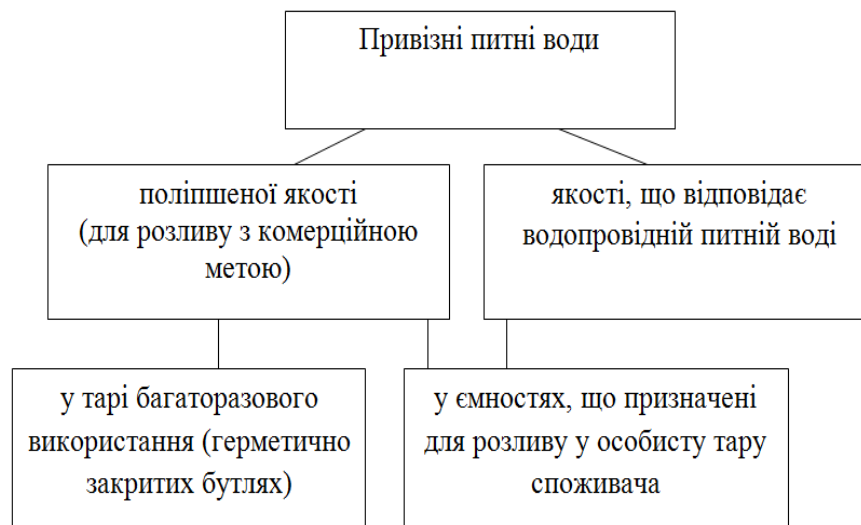 Привізні питні води
поліпшеної якості
(для розливу з комерційною
метою)
якості, що відповідає
водопровідній питній воді
у тарі багаторазового
використання (герметично
закритих бутлях)
у ємностях, що призначені
для розливу у особисту тару
споживача